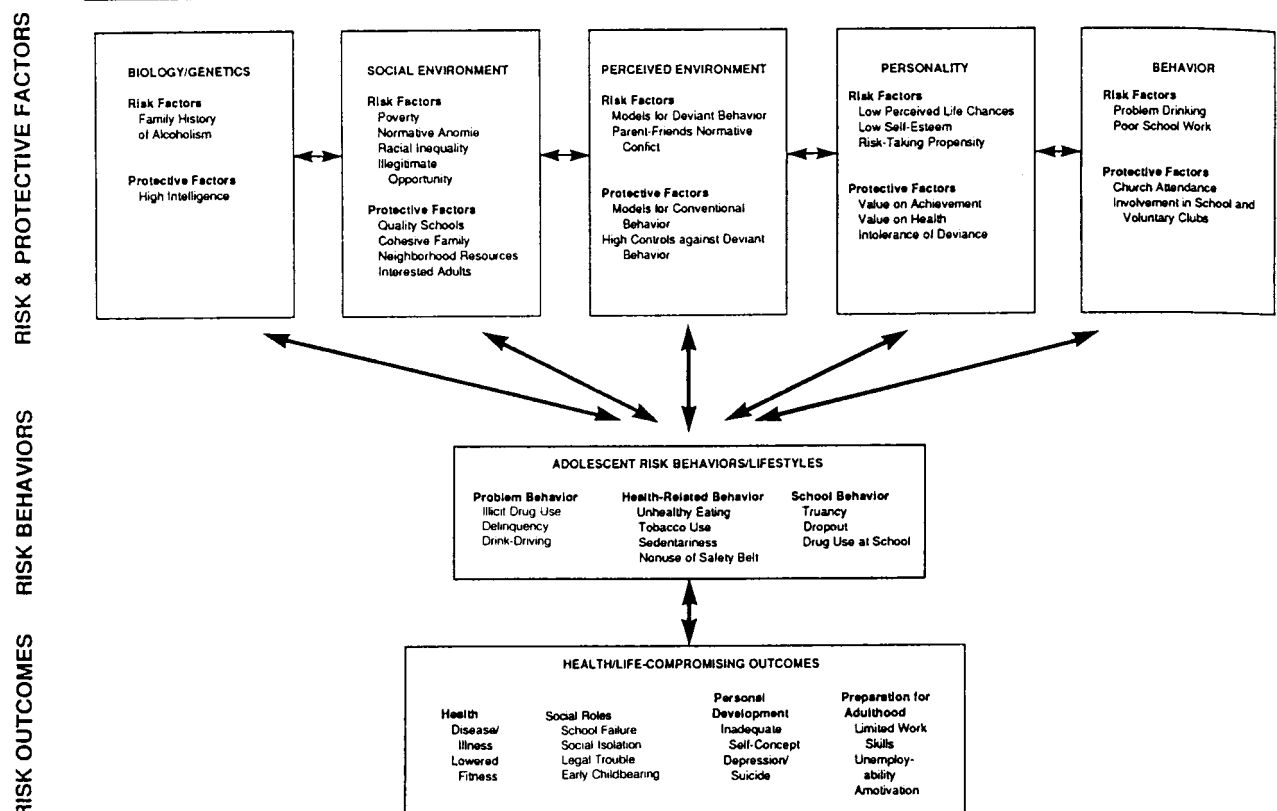 RISK & PROTECTIVE FACTORS
BIOLOGY/GENETICS
Risk Factors
Family History
of Alcoholism
Protective Factors
High Intelligence
SOCIAL ENVIRONMENT
Risk Factors
Poverty
Normative Anomie
Racial Inequality
Illegitimate
Opportunity
Protective Factors
Quality Schools
Cohesive Family
Neighborhood Resources
Interested Adults
PERCEIVED ENVIRONMENT
Risk Factors
Models for Deviant Behavior
Parent-Friends Normative
Confict
Protective Factors
Models for Conventional
Behavior
High Controls against Deviant
Behavior
PERSONALITY
Risk Factors
Low Perceived Life Chances
Low Self-Esteem
Risk-Taking Propensity
Protective Factors
Value on Achievement
Value on Health
Intolerance of Deviance
BEHAVIOR
Risk Factors
Problem Drinking
Poor School Work
Protective Factors
Church Attendance
Involvement in School and
Voluntary Clubs
RISK BEHAVIORS
ADOLESCENT RISK BEHAVIORS/LIFESTYLES
Problem Behavior
Illicit Drug Use
Delinquency
Drink-Driving
Health-Related Behavior
Unhealthy Eating
Tobacco Use
Sedentariness
Nonuse of Safety Belt
School Behavior
Truancy
Dropout
Drug Use at School
RISK OUTCOMES
HEALTH/LIFE-COMPROMISING OUTCOMES
Health
Disease/
Illness
Lowered
Fitness
Social Roles
School Failure
Social Isolation
Legal Trouble
Early Childbearing
Personal
Development
Inadequate
Self-Concept
Depression/
Suicide
Preparation for
Adulthood
Limited Work
Skills
Unemploy-
ability
Amotivation